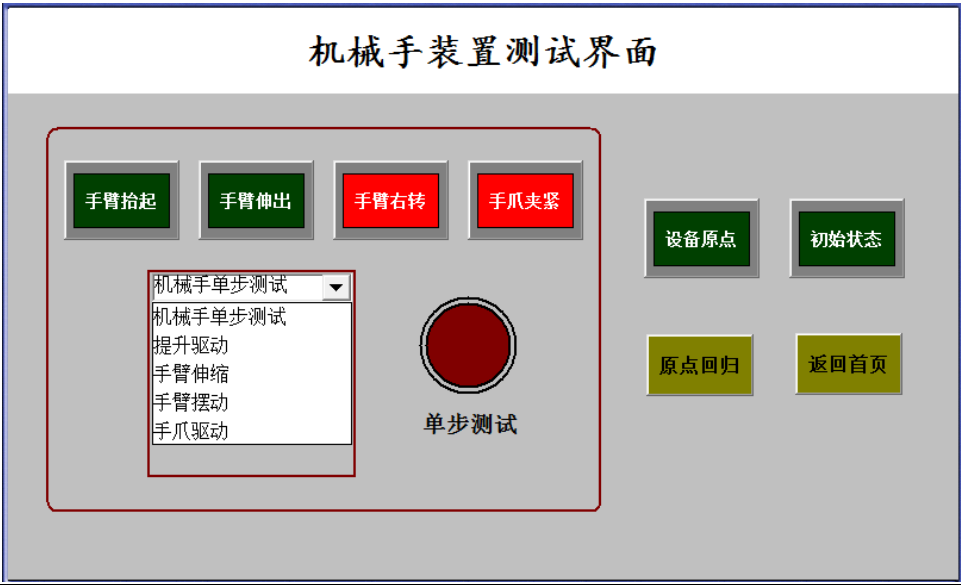 机械手装置测试界面
手臂抬起
手臂伸出
手臂右转
手爪夹紧
设备原点
初始状态
机械手单步测试
机械手单步测试
提升驱动
手臂伸缩
手臂摆动
手爪驱动
单步测试
原点回归
返回首页